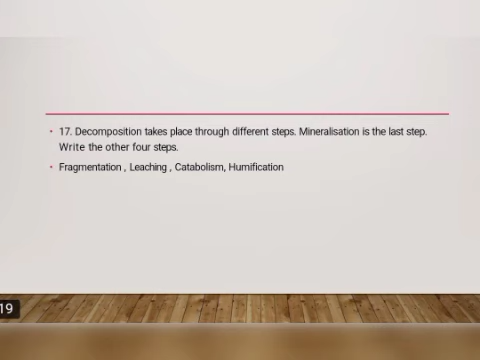 17. Decomposition takes place through different steps. Mineralisation is the last step.
Write the other four steps.
Fragmentation , Leaching , Catabolism, Humification
19